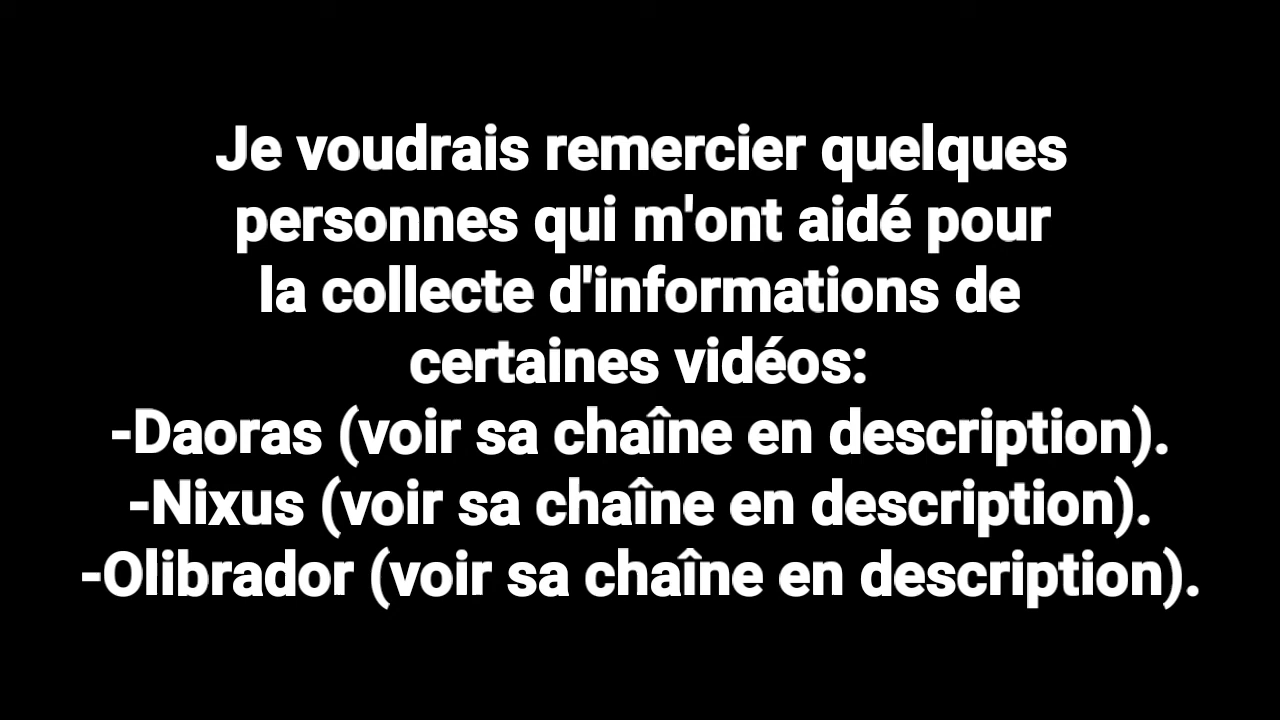 Je voudrais remercier quelques
personnes qui m'ont aidé pour
la collecte d'informations de
certaines vidéos:
-Daoras (voir sa chaîne en description).
-Nixus (voir sa chaîne en description).
-Olibrador (voir sa chaîne en description).